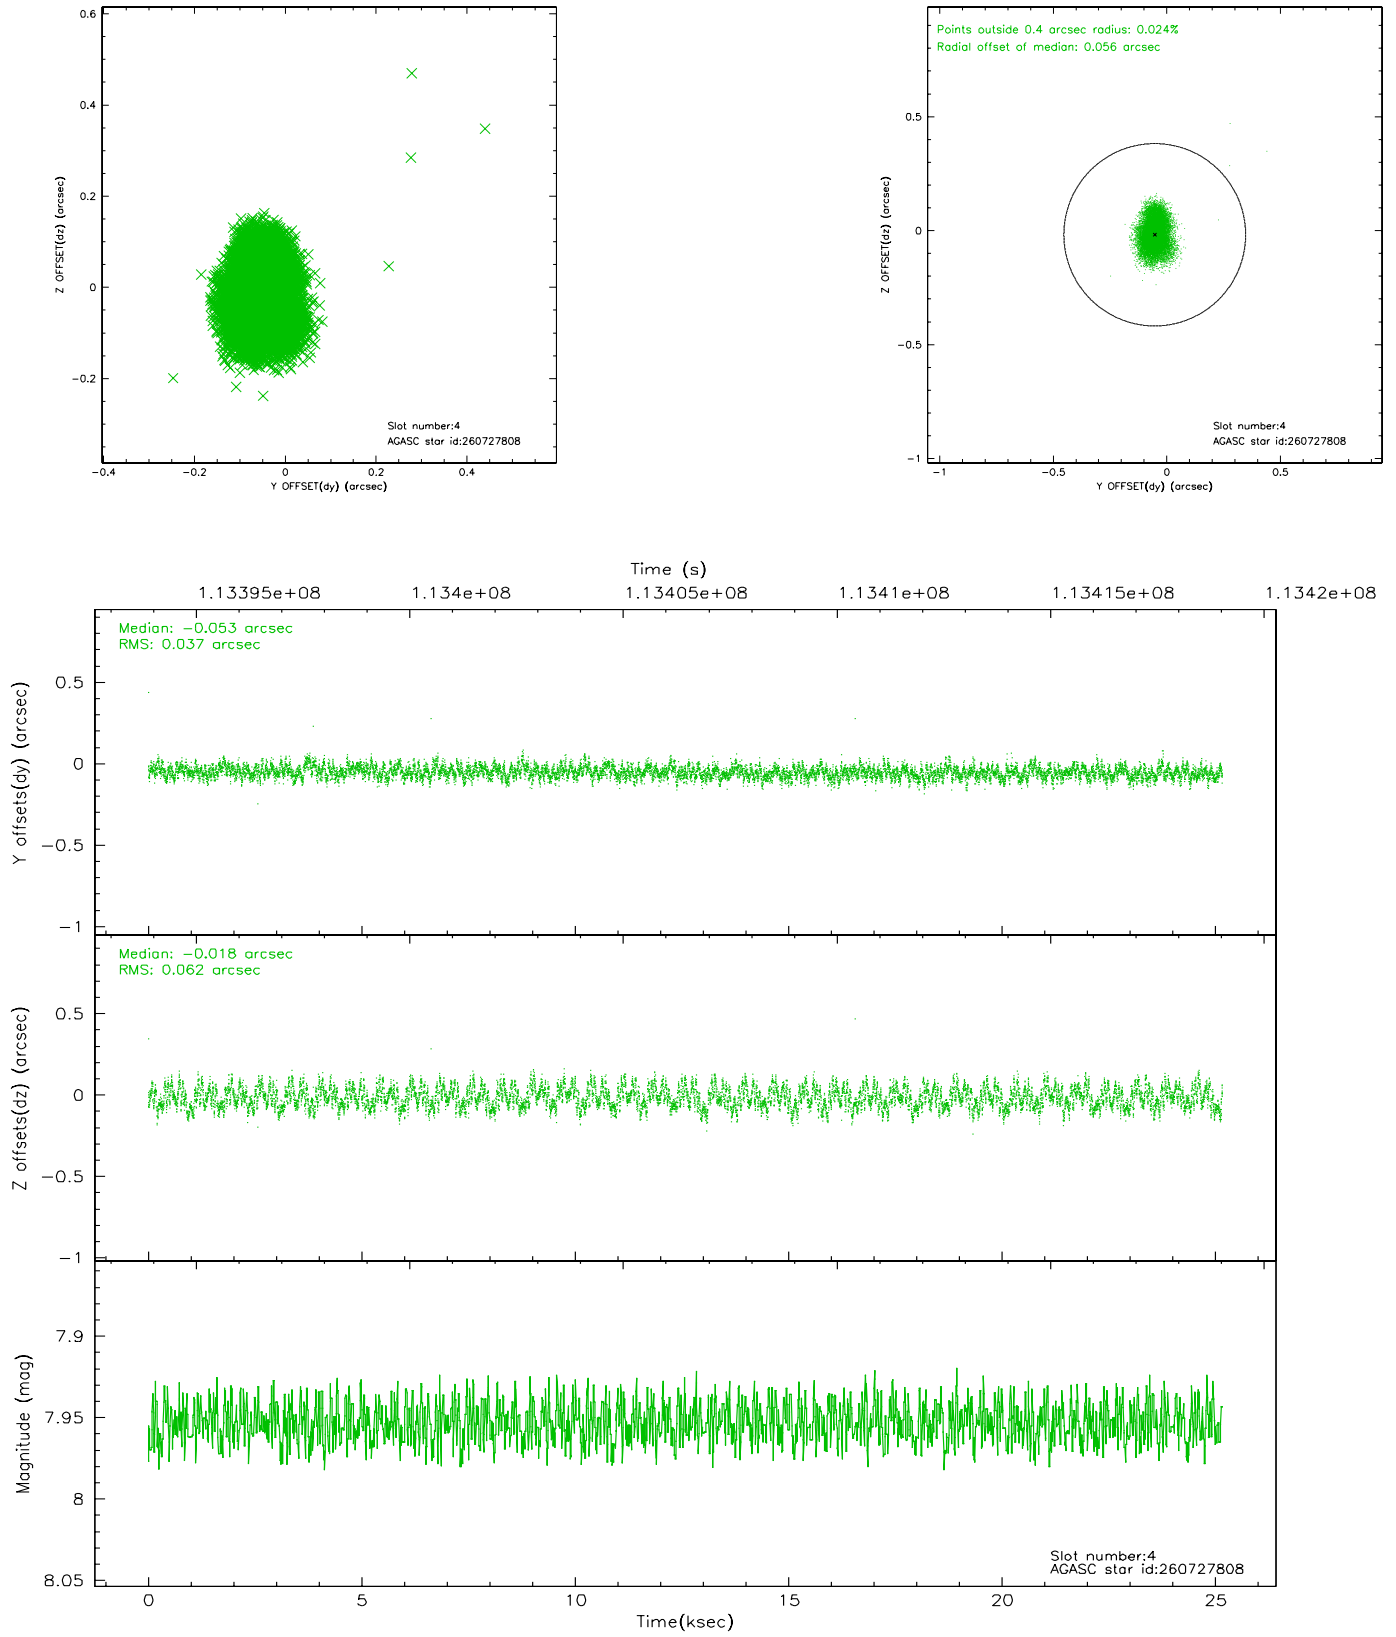 0.6
0.4
0.2
0
−0.2
−0.4 −0.2 0 0.2 0.4
Z OFFSET(dz) (arcsec)
Y OFFSET(dy) (arcsec)
Slot number:4
AGASC star id:260727808
Points outside 0.4 arcsec radius: 0.024%
Radial offset of median: 0.056 arcsec
0.5
0
−0.5
−1
−1 −0.5 0 0.5
Z OFFSET(dz) (arcsec)
Y OFFSET(dy) (arcsec)
Slot number:4
AGASC star id:260727808
Time (s)
1.13395e+08 1.134e+08 1.13405e+08 1.1341e+08 1.13415e+08 1.1342e+08
Median: −0.053 arcsec
RMS: 0.037 arcsec
0.5
0
−0.5
−1
Y offsets(dy) (arcsec)
Median: −0.018 arcsec
RMS: 0.062 arcsec
0.5
0
−0.5
−1
Z offsets(dz) (arcsec)
7.9
7.95
8
8.05
Magnitude (mag)
Slot number:4
AGASC star id:260727808
0 5 10 15 20 25
Time(ksec)